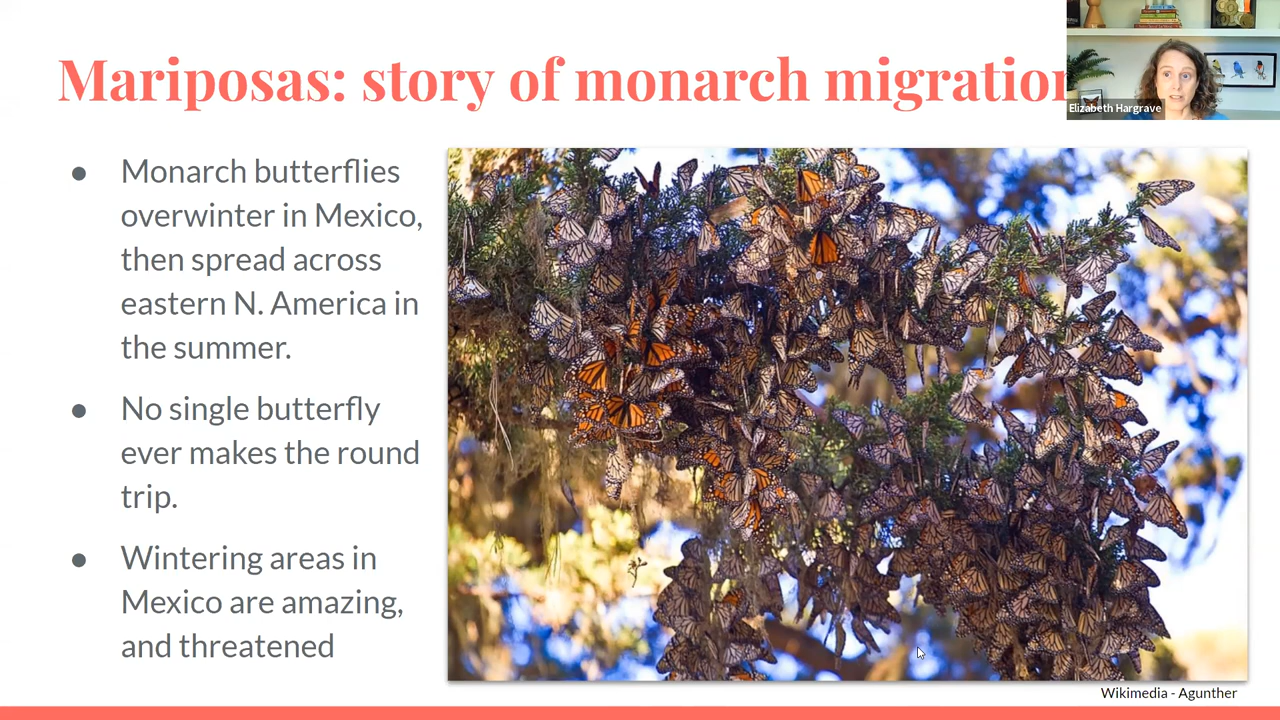 Mariposas: story of monarch migration
Elizabeth Hargrave
Monarch butterflies
overwinter in Mexico,
then spread across
eastern N. America in
the summer.
No single butterfly
ever makes the round
trip.
Wintering areas in
Mexico are amazing,
and threatened
Wikimedia - Agunther